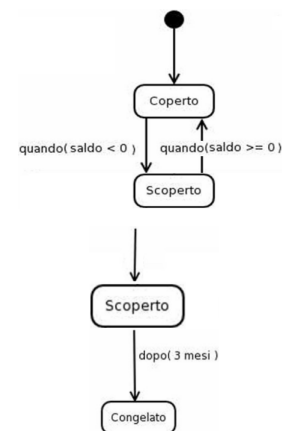 Coperto
quando( saldo < 0 ) quando(saldo >= 0 )
Scoperto
Scoperto
dopo( 3 mesi )
Congelato